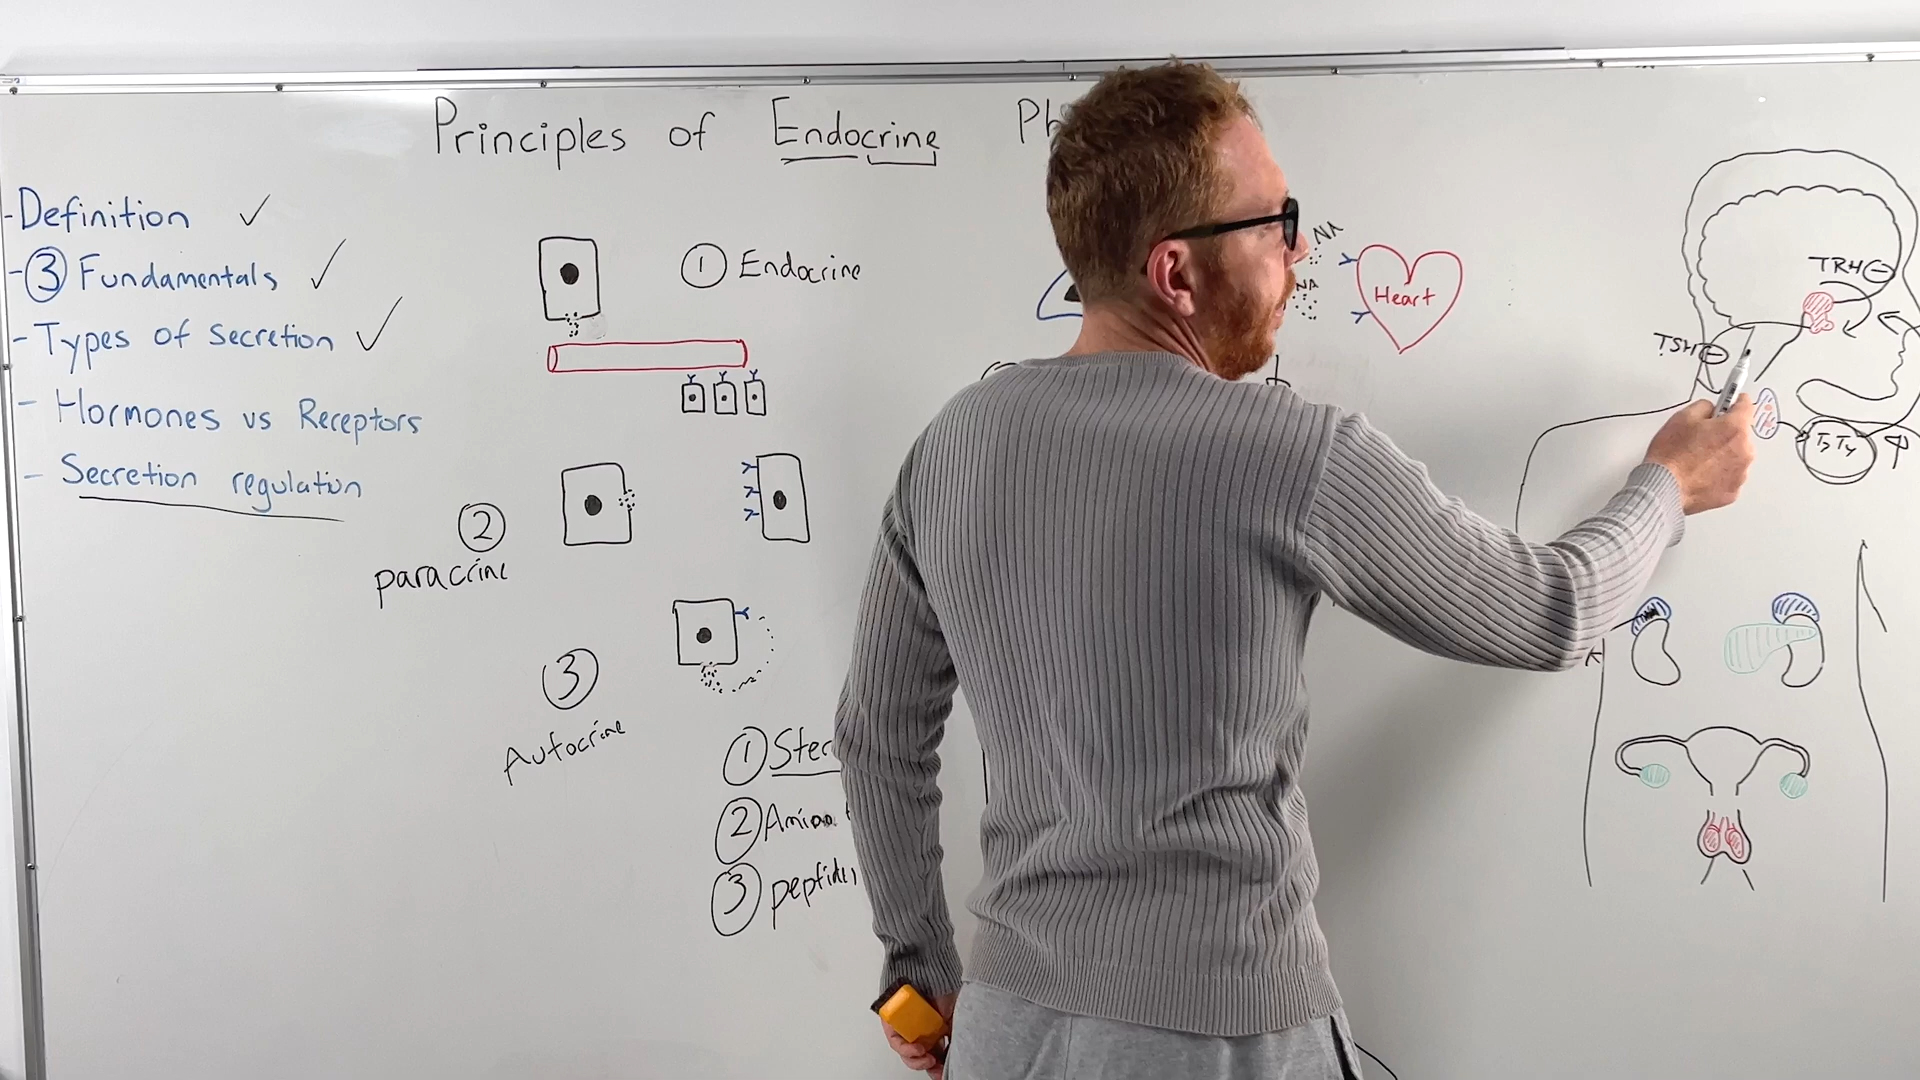 Principles of Endocrine Ph
-Definition ✓
-③ Fundamentals ✓
- Types of secretion ✓
- Hormones vs Receptors
- Secretion regulation
① Endocrine
② paracrine
③ Autocrine
① Ster
② Amino
③ peptides
NA
NA
Heart
TRH
TSH
T3 T4